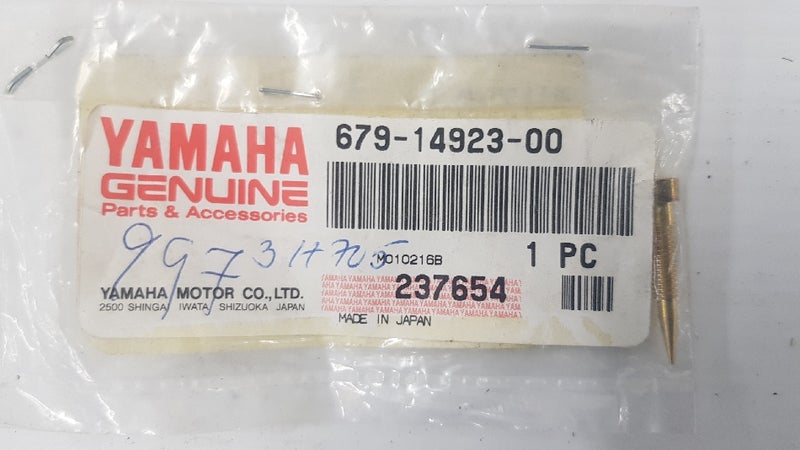 YAMAHA
GENUINE
Parts & Accessories
679-14923-00
M010216B
1 PC
237654
YAMAHA MOTOR CO.,LTD.
2500 SHINGAI IWATA SHIZUOKA JAPAN
MADE IN JAPAN